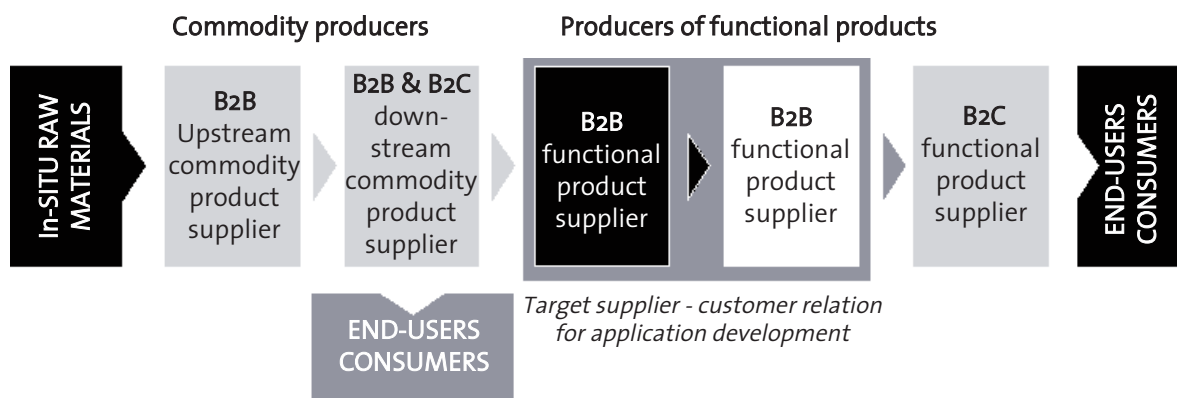 Commodity producers
Producers of functional products
In-SITU RAW
MATERIALS
B2B
Upstream
commodity
product
supplier
B2B & B2C
down-
stream
commodity
product
supplier
B2B
functional
product
supplier
B2B
functional
product
supplier
B2C
functional
product
supplier
END-USERS
CONSUMERS
END-USERS
CONSUMERS
Target supplier - customer relation
for application development